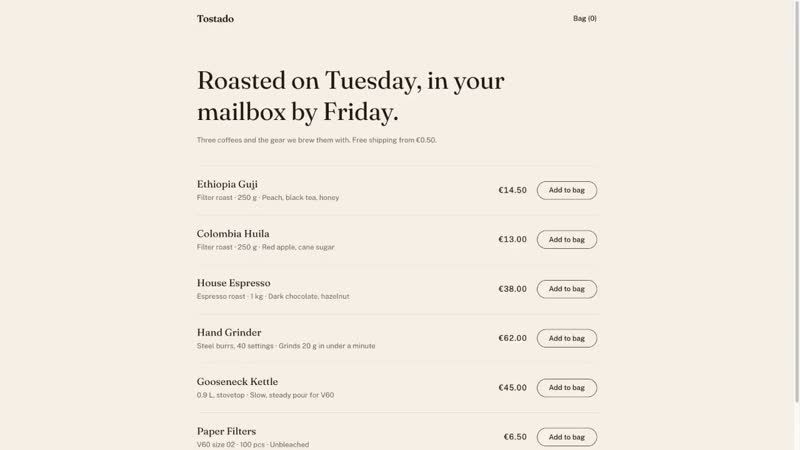 Tostado
Bag (0)
Roasted on Tuesday, in your
mailbox by Friday.
Three coffees and the gear we brew them with. Free shipping from €0.50.
Ethiopia Guji
Filter roast · 250 g · Peach, black tea, honey
€14.50
Add to bag
Colombia Huila
Filter roast · 250 g · Red apple, cane sugar
€13.00
Add to bag
House Espresso
Espresso roast · 1 kg · Dark chocolate, hazelnut
€38.00
Add to bag
Hand Grinder
Steel burrs, 40 settings · Grinds 20 g in under a minute
€62.00
Add to bag
Gooseneck Kettle
0.9 L, stovetop · Slow, steady pour for V60
€45.00
Add to bag
Paper Filters
V60 size 02 · 100 pcs · Unbleached
€6.50
Add to bag